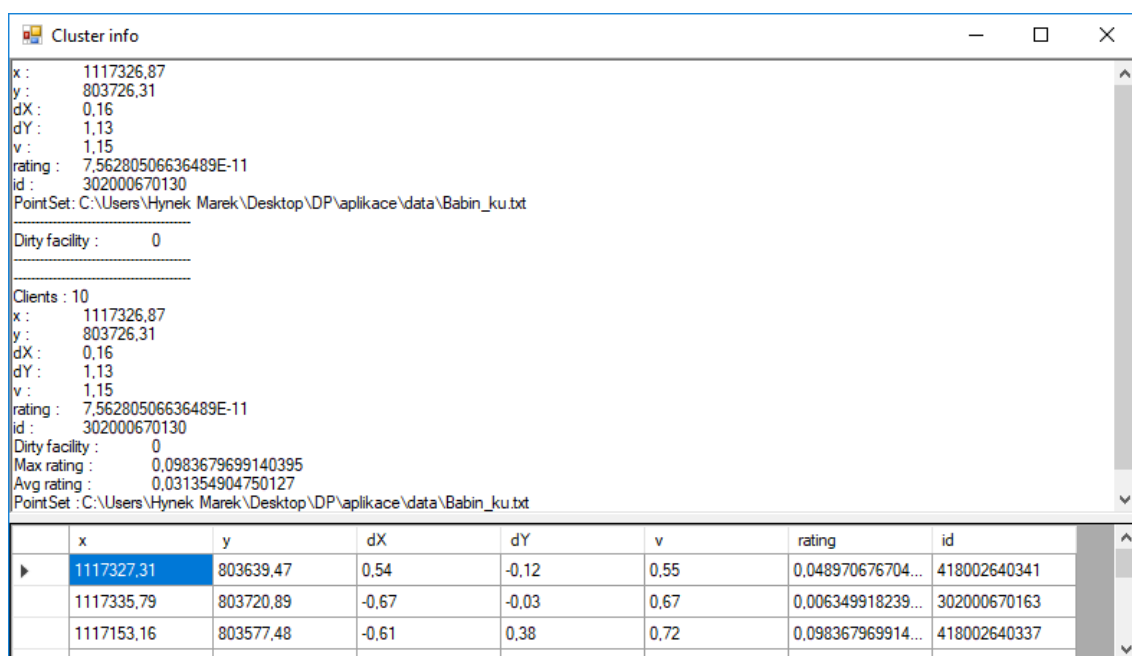 Cluster info
x : 1117326,87
y : 803726,31
dX : 0,16
dY : 1,13
v : 1,15
rating : 7,56280506636489E-11
id : 302000670130
PointSet: C:\Users\Hynek Marek\Desktop\DP\aplikace\data\Babin_ku.txt
----------------------------------------
Dirty facility : 0
----------------------------------------
----------------------------------------
Clients : 10
x : 1117326,87
y : 803726,31
dX : 0,16
dY : 1,13
v : 1,15
rating : 7,56280506636489E-11
id : 302000670130
Dirty facility : 0
Max rating : 0,0983679699140395
Avg rating : 0,031354904750127
PointSet : C:\Users\Hynek Marek\Desktop\DP\aplikace\data\Babin_ku.txt
x y dX dY v rating id
1117327,31 803639,47 0,54 -0,12 0,55 0,048970676704... 418002640341
1117335,79 803720,89 -0,67 -0,03 0,67 0,006349918239... 302000670163
1117153,16 803577,48 -0,61 0,38 0,72 0,098367969914... 418002640337